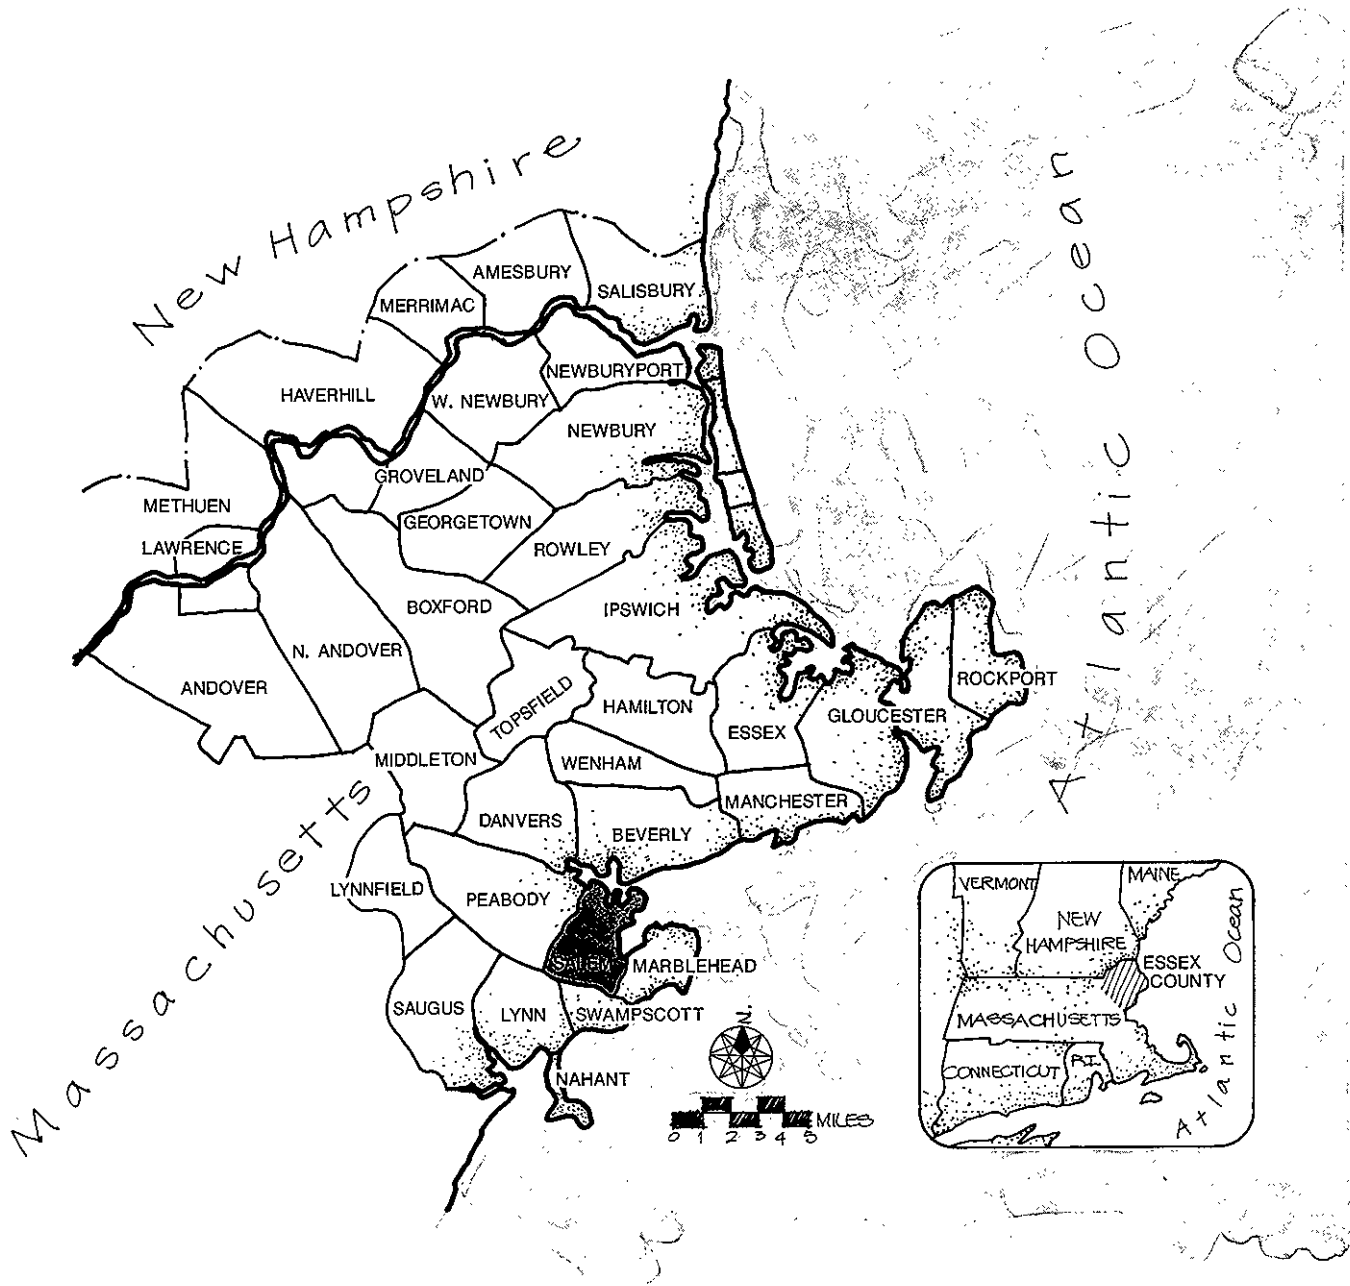 New Hampshire
Atlantic Ocean
AMESBURY
SALISBURY
MERRIMAC
NEWBURYPORT
HAVERHILL
W. NEWBURY
NEWBURY
GROVELAND
METHUEN
GEORGETOWN
LAWRENCE
ROWLEY
BOXFORD
IPSWICH
N. ANDOVER
ANDOVER
TOPSFIELD
HAMILTON
ROCKPORT
GLOUCESTER
ESSEX
MIDDLETON
WENHAM
MANCHESTER
DANVERS
BEVERLY
Massachusetts
LYNNFIELD
PEABODY
SALEM
MARBLEHEAD
SAUGUS
LYNN
SWAMPSCOTT
NAHANT
N.
MILES
0 1 2 3 4 5
VERMONT
MAINE
NEW
HAMPSHIRE
ESSEX
COUNTY
MASSACHUSETTS
CONNECTICUT
R.I.
Atlantic Ocean